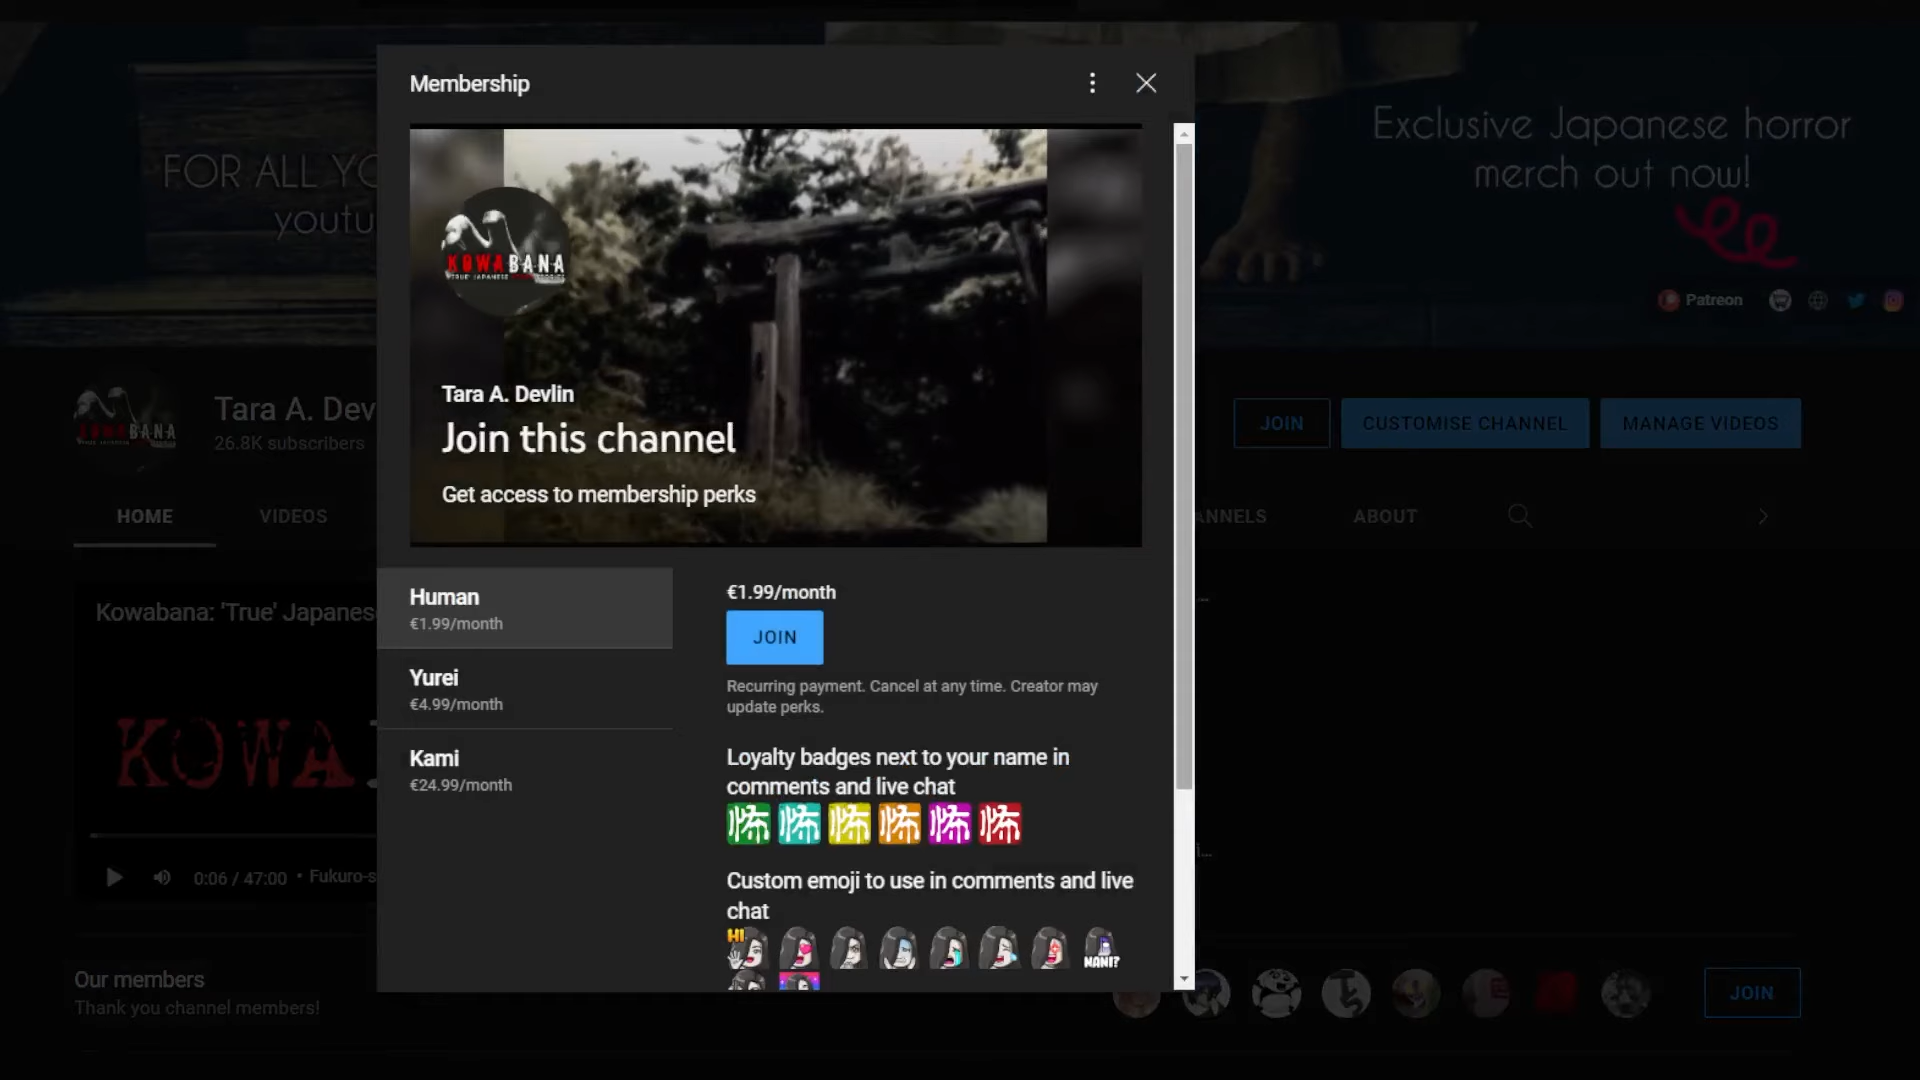 Membership
FOR ALL YO
youtu
Exclusive Japanese horror
merch out now!
Patreon
KOWABANA
Tara A. Devlin
Join this channel
Get access to membership perks
KOWABANA
Tara A. Dev
26.8K subscribers
JOIN
CUSTOMISE CHANNEL
MANAGE VIDEOS
HOME
VIDEOS
ANNELS
ABOUT
Human
€1.99/month
Yurei
€4.99/month
Kami
€24.99/month
€1.99/month
JOIN
Recurring payment. Cancel at any time. Creator may
update perks.
Loyalty badges next to your name in
comments and live chat
怖 怖 怖 怖 怖 怖
Custom emoji to use in comments and live
chat
HI
NANI?
Kowabana: 'True' Japanes
KOWA
0:06 / 47:00 • Fukuro-s
Our members
Thank you channel members!
JOIN